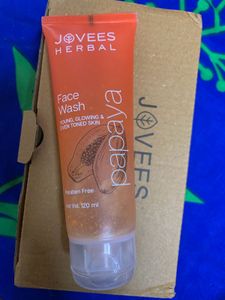 JOVEES
HERBAL
Face
Wash
YOUNG, GLOWING &
EVEN TONED SKIN
papaya
Paraben Free
Net Vol. 120 ml
JOVEES